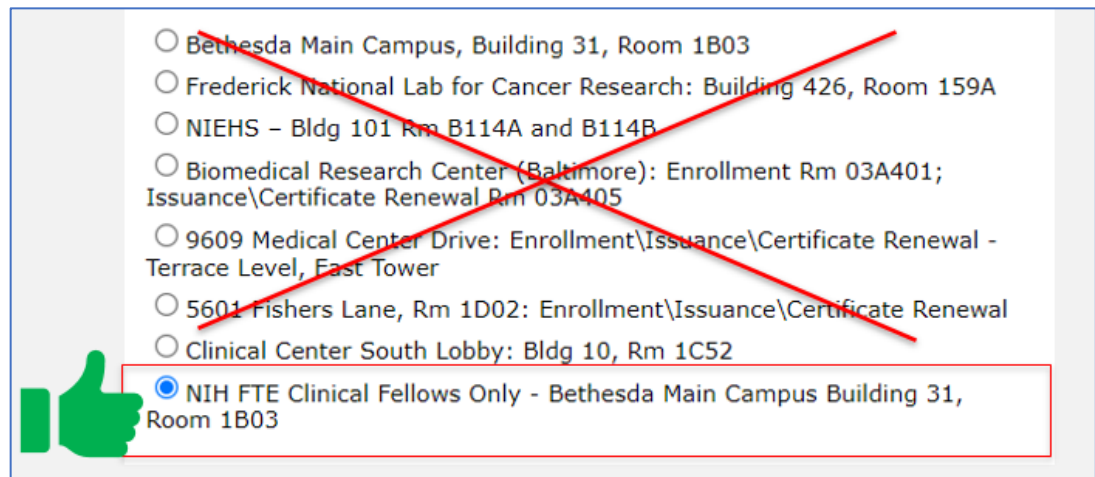 Bethesda Main Campus, Building 31, Room 1B03
Frederick National Lab for Cancer Research: Building 426, Room 159A
NIEHS – Bldg 101 Rm B114A and B114B
Biomedical Research Center (Baltimore): Enrollment Rm 03A401;
Issuance\Certificate Renewal Rm 03A405
9609 Medical Center Drive: Enrollment\Issuance\Certificate Renewal -
Terrace Level, East Tower
5601 Fishers Lane, Rm 1D02: Enrollment\Issuance\Certificate Renewal
Clinical Center South Lobby: Bldg 10, Rm 1C52
NIH FTE Clinical Fellows Only - Bethesda Main Campus Building 31,
Room 1B03